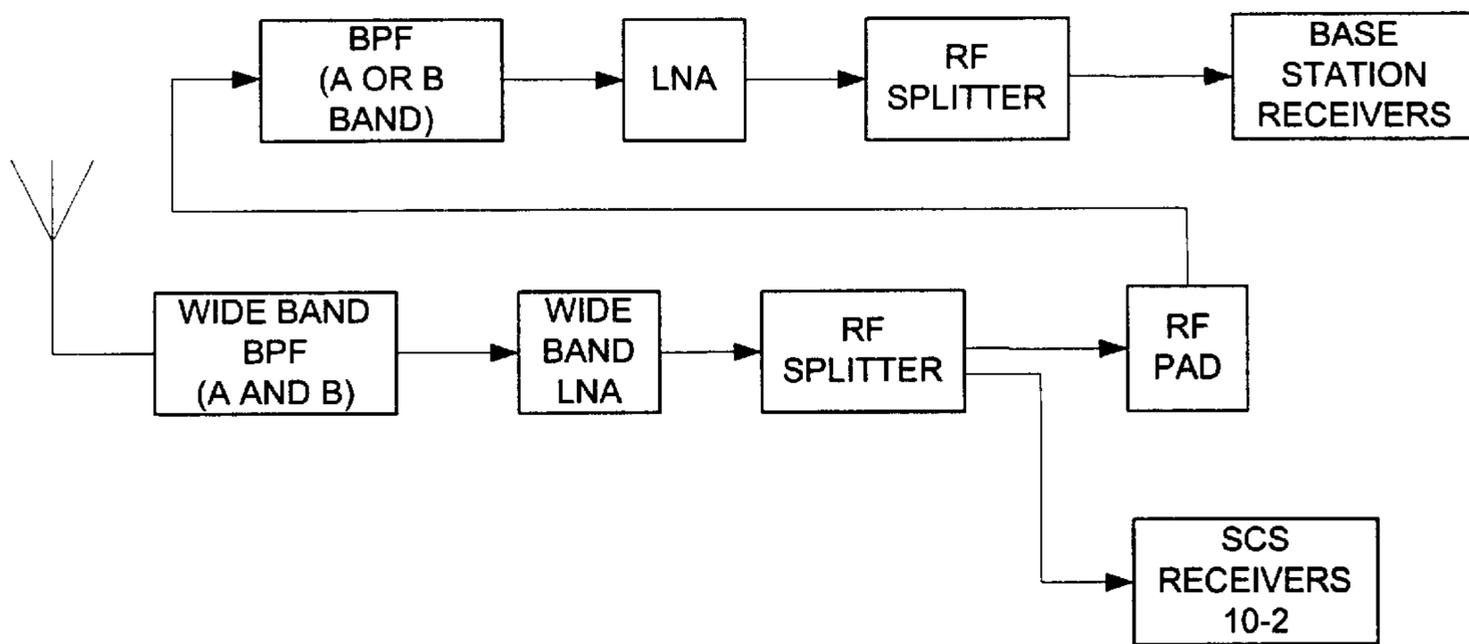 BPF
(A OR B
BAND)
LNA
RF
SPLITTER
BASE
STATION
RECEIVERS
WIDE BAND
BPF
(A AND B)
WIDE
BAND
LNA
RF
SPLITTER
RF
PAD
SCS
RECEIVERS
10-2